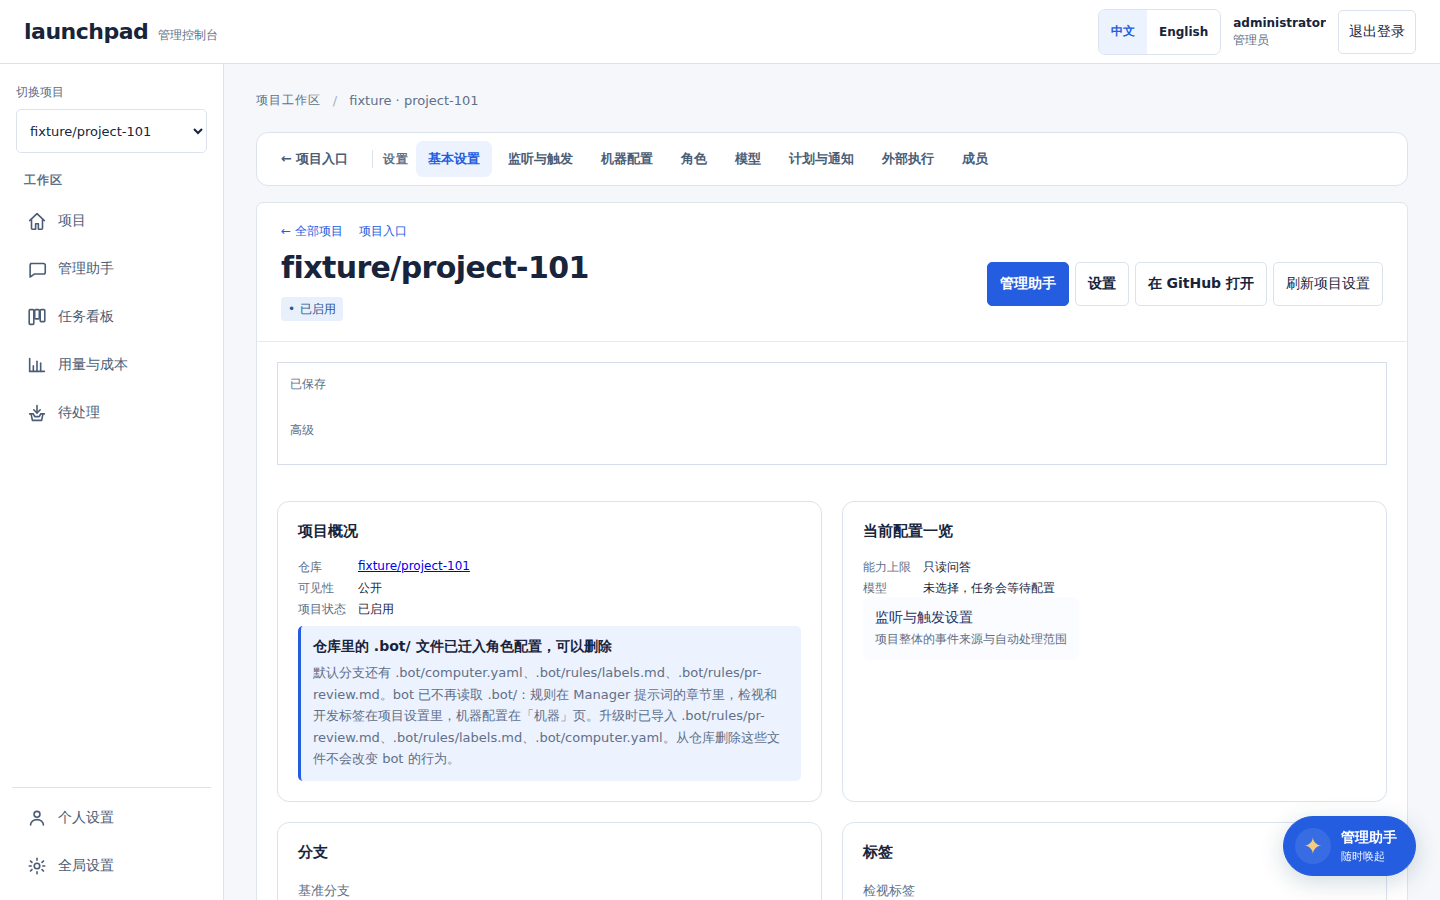 launchpad 管理控制台
中文 English
administrator
管理员
退出登录
切换项目
fixture/project-101
工作区
项目
管理助手
任务看板
用量与成本
待处理
个人设置
全局设置
项目工作区 / fixture · project-101
← 项目入口 设置 基本设置 监听与触发 机器配置 角色 模型 计划与通知 外部执行 成员
← 全部项目 项目入口
fixture/project-101
• 已启用
管理助手 设置 在 GitHub 打开 刷新项目设置
已保存
高级
项目概况
仓库 fixture/project-101
可见性 公开
项目状态 已启用
仓库里的 .bot/ 文件已迁入角色配置，可以删除
默认分支还有 .bot/computer.yaml、.bot/rules/labels.md、.bot/rules/pr-
review.md。bot 已不再读取 .bot/：规则在 Manager 提示词的章节里，检视和
开发标签在项目设置里，机器配置在「机器」页。升级时已导入 .bot/rules/pr-
review.md、.bot/rules/labels.md、.bot/computer.yaml。从仓库删除这些文
件不会改变 bot 的行为。
当前配置一览
能力上限 只读问答
模型 未选择，任务会等待配置
监听与触发设置
项目整体的事件来源与自动处理范围
分支
基准分支
标签
检视标签
管理助手
随时唤起